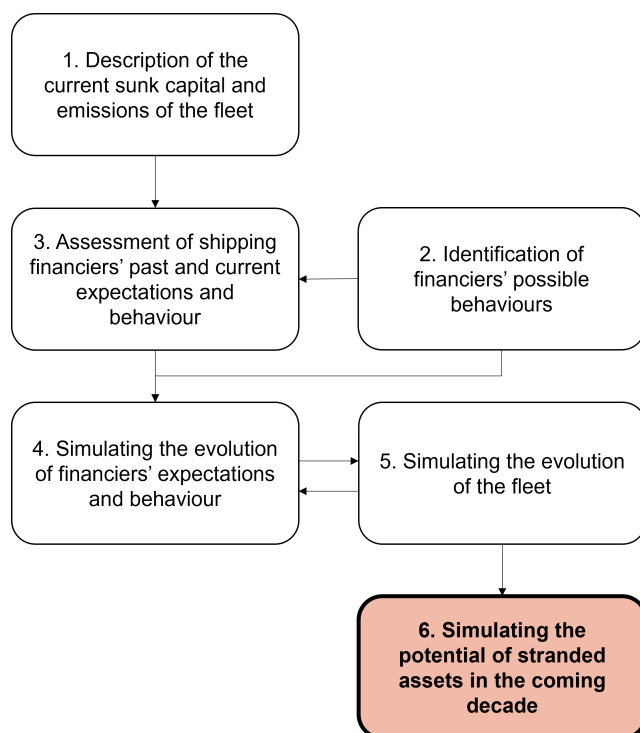 1. Description of the
current sunk capital and
emissions of the fleet
3. Assessment of shipping
financiers’ past and current
expectations and
behaviour
2. Identification of
financiers’ possible
behaviours
4. Simulating the evolution
of financiers’ expectations
and behaviour
5. Simulating the evolution
of the fleet
6. Simulating the
potential of stranded
assets in the coming
decade